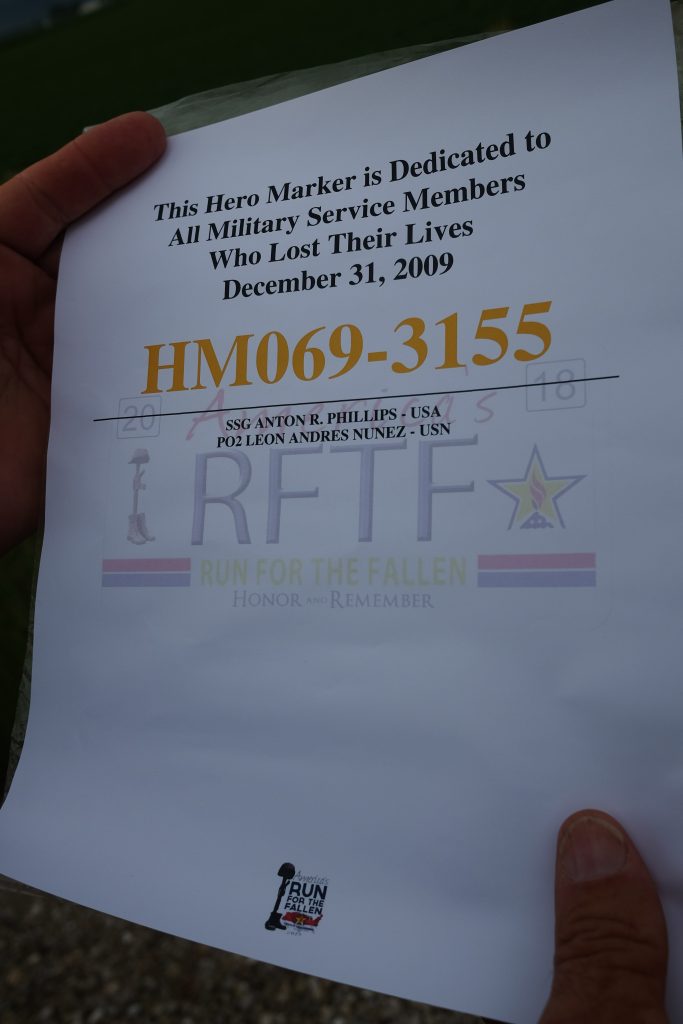 This Hero Marker is Dedicated to
All Military Service Members
Who Lost Their Lives
December 31, 2009
HM069-3155
SSG ANTON R. PHILLIPS - USA
PO2 LEON ANDRES NUNEZ - USN
20 America's 18
RFTF
RUN FOR THE FALLEN
HONOR AND REMEMBER
America's
RUN
FOR THE
FALLEN